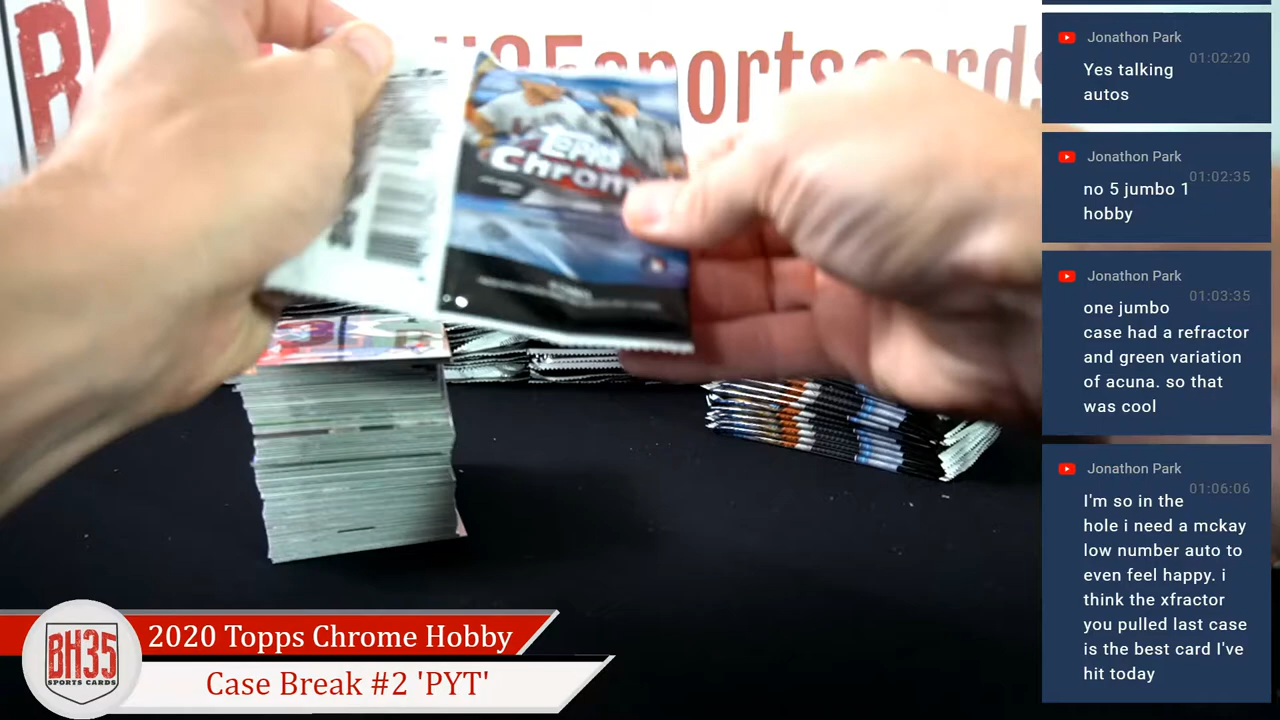 BH35sportscards
Topps
Chrome
Jonathon Park
01:02:20
Yes talking
autos
Jonathon Park
01:02:35
no 5 jumbo 1
hobby
Jonathon Park
01:03:35
one jumbo
case had a refractor
and green variation
of acuna. so that
was cool
Jonathon Park
01:06:06
I'm so in the
hole i need a mckay
low number auto to
even feel happy. i
think the xfractor
you pulled last case
is the best card I've
hit today
2020 Topps Chrome Hobby
Case Break #2 'PYT'
BH35
SPORTS CARDS